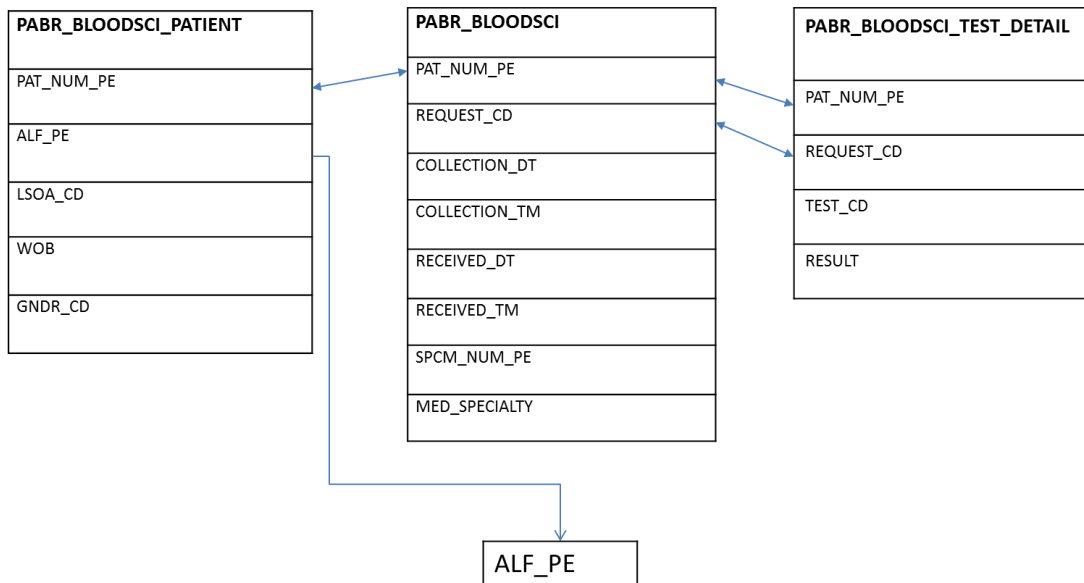 PABR_BLOODSCI_PATIENT
PAT_NUM_PE
ALF_PE
LSOA_CD
WOB
GNDR_CD
PABR_BLOODSCI
PAT_NUM_PE
REQUEST_CD
COLLECTION_DT
COLLECTION_TM
RECEIVED_DT
RECEIVED_TM
SPCM_NUM_PE
MED_SPECIALTY
PABR_BLOODSCI_TEST_DETAIL
PAT_NUM_PE
REQUEST_CD
TEST_CD
RESULT
ALF_PE